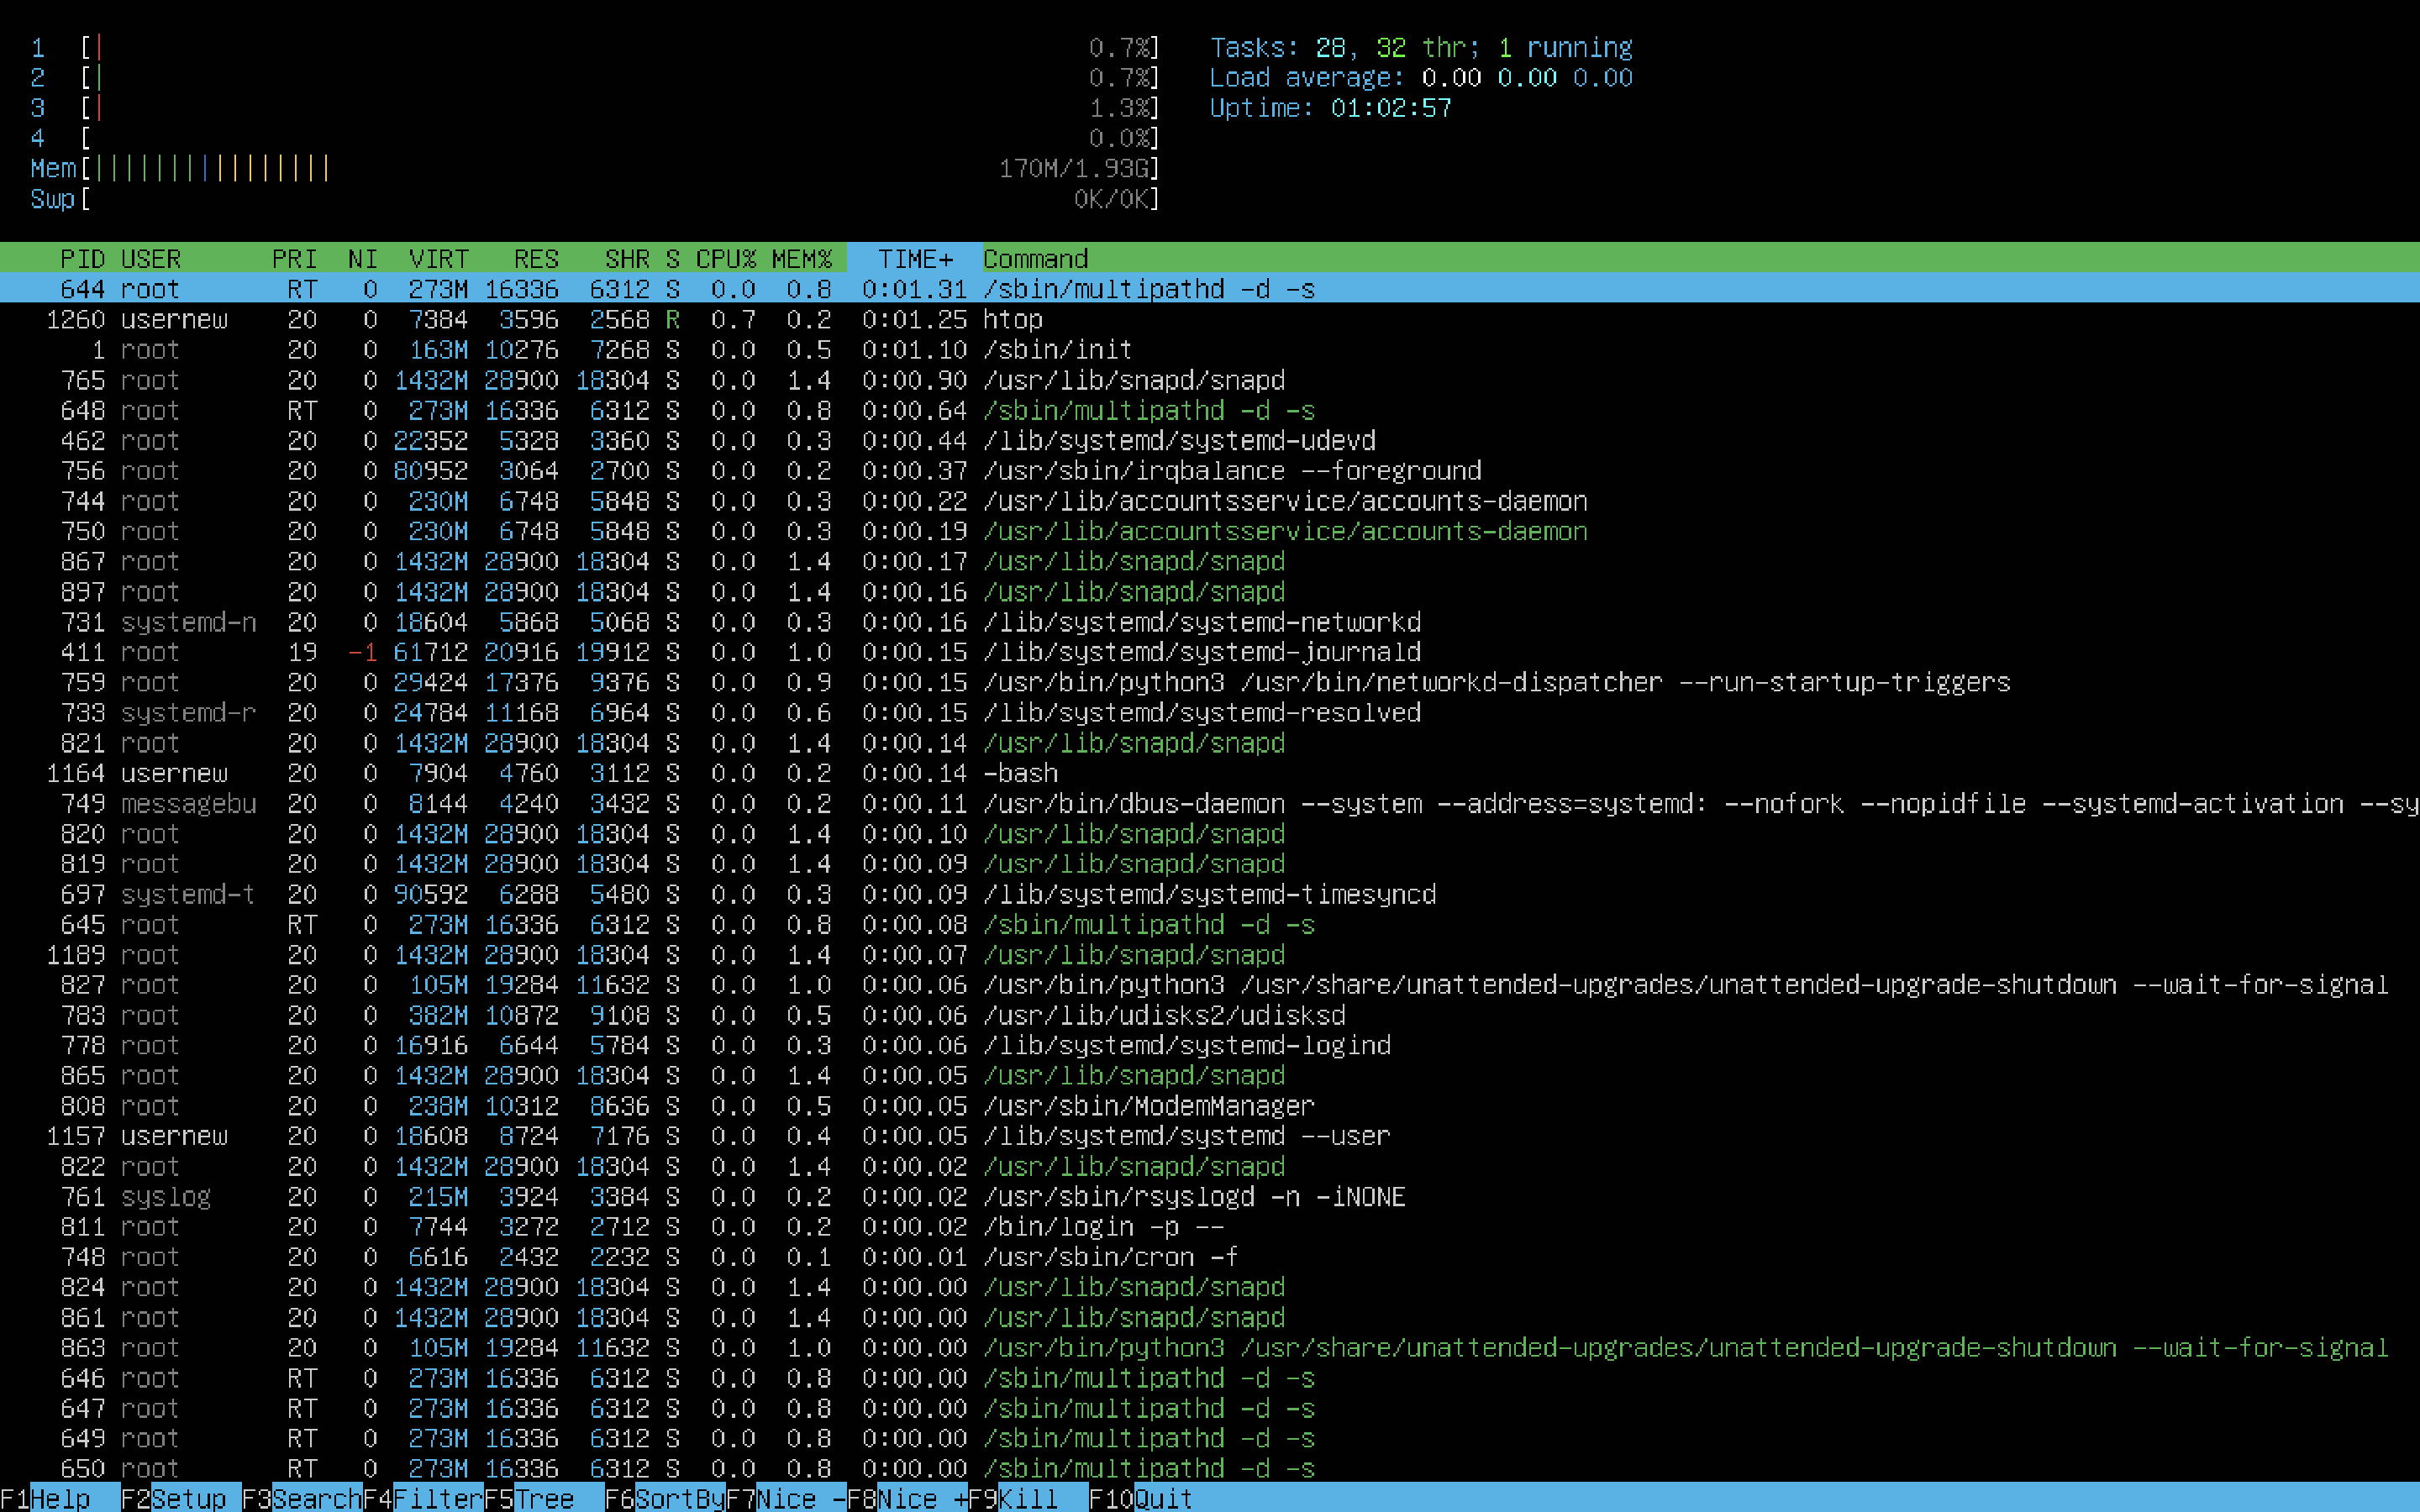 1  [|                                                                 0.7%]   Tasks: 28, 32 thr; 1 running
2  [|                                                                 0.7%]   Load average: 0.00 0.00 0.00
3  [|                                                                 1.3%]   Uptime: 01:02:57
4  [                                                                  0.0%]
Mem[||||||||||||||||                                            170M/1.93G]
Swp[                                                                 0K/0K]
PID USER PRI NI VIRT RES SHR S CPU% MEM% TIME+ Command
644 root RT 0 273M 16336 6312 S 0.0 0.8 0:01.31 /sbin/multipathd -d -s
1260 usernew 20 0 7384 3596 2568 R 0.7 0.2 0:01.25 htop
1 root 20 0 163M 10276 7268 S 0.0 0.5 0:01.10 /sbin/init
765 root 20 0 1432M 28900 18304 S 0.0 1.4 0:00.90 /usr/lib/snapd/snapd
648 root RT 0 273M 16336 6312 S 0.0 0.8 0:00.64 /sbin/multipathd -d -s
462 root 20 0 22352 5328 3360 S 0.0 0.3 0:00.44 /lib/systemd/systemd-udevd
756 root 20 0 80952 3064 2700 S 0.0 0.2 0:00.37 /usr/sbin/irqbalance --foreground
744 root 20 0 230M 6748 5848 S 0.0 0.3 0:00.22 /usr/lib/accountsservice/accounts-daemon
750 root 20 0 230M 6748 5848 S 0.0 0.3 0:00.19 /usr/lib/accountsservice/accounts-daemon
867 root 20 0 1432M 28900 18304 S 0.0 1.4 0:00.17 /usr/lib/snapd/snapd
897 root 20 0 1432M 28900 18304 S 0.0 1.4 0:00.16 /usr/lib/snapd/snapd
731 systemd-n 20 0 18604 5868 5068 S 0.0 0.3 0:00.16 /lib/systemd/systemd-networkd
411 root 19 -1 61712 20916 19912 S 0.0 1.0 0:00.15 /lib/systemd/systemd-journald
759 root 20 0 29424 17376 9376 S 0.0 0.9 0:00.15 /usr/bin/python3 /usr/bin/networkd-dispatcher --run-startup-triggers
733 systemd-r 20 0 24784 11168 6964 S 0.0 0.6 0:00.15 /lib/systemd/systemd-resolved
821 root 20 0 1432M 28900 18304 S 0.0 1.4 0:00.14 /usr/lib/snapd/snapd
1164 usernew 20 0 7904 4760 3112 S 0.0 0.2 0:00.14 -bash
749 messagebu 20 0 8144 4240 3432 S 0.0 0.2 0:00.11 /usr/bin/dbus-daemon --system --address=systemd: --nofork --nopidfile --systemd-activation --sy
820 root 20 0 1432M 28900 18304 S 0.0 1.4 0:00.10 /usr/lib/snapd/snapd
819 root 20 0 1432M 28900 18304 S 0.0 1.4 0:00.09 /usr/lib/snapd/snapd
697 systemd-t 20 0 90592 6288 5480 S 0.0 0.3 0:00.09 /lib/systemd/systemd-timesyncd
645 root RT 0 273M 16336 6312 S 0.0 0.8 0:00.08 /sbin/multipathd -d -s
1189 root 20 0 1432M 28900 18304 S 0.0 1.4 0:00.07 /usr/lib/snapd/snapd
827 root 20 0 105M 19284 11632 S 0.0 1.0 0:00.06 /usr/bin/python3 /usr/share/unattended-upgrades/unattended-upgrade-shutdown --wait-for-signal
783 root 20 0 382M 10872 9108 S 0.0 0.5 0:00.06 /usr/lib/udisks2/udisksd
778 root 20 0 16916 6644 5784 S 0.0 0.3 0:00.06 /lib/systemd/systemd-logind
865 root 20 0 1432M 28900 18304 S 0.0 1.4 0:00.05 /usr/lib/snapd/snapd
808 root 20 0 238M 10312 8636 S 0.0 0.5 0:00.05 /usr/sbin/ModemManager
1157 usernew 20 0 18608 8724 7176 S 0.0 0.4 0:00.05 /lib/systemd/systemd --user
822 root 20 0 1432M 28900 18304 S 0.0 1.4 0:00.02 /usr/lib/snapd/snapd
761 syslog 20 0 215M 3924 3384 S 0.0 0.2 0:00.02 /usr/sbin/rsyslogd -n -iNONE
811 root 20 0 7744 3272 2712 S 0.0 0.2 0:00.02 /bin/login -p --
748 root 20 0 6616 2432 2232 S 0.0 0.1 0:00.01 /usr/sbin/cron -f
824 root 20 0 1432M 28900 18304 S 0.0 1.4 0:00.00 /usr/lib/snapd/snapd
861 root 20 0 1432M 28900 18304 S 0.0 1.4 0:00.00 /usr/lib/snapd/snapd
863 root 20 0 105M 19284 11632 S 0.0 1.0 0:00.00 /usr/bin/python3 /usr/share/unattended-upgrades/unattended-upgrade-shutdown --wait-for-signal
646 root RT 0 273M 16336 6312 S 0.0 0.8 0:00.00 /sbin/multipathd -d -s
647 root RT 0 273M 16336 6312 S 0.0 0.8 0:00.00 /sbin/multipathd -d -s
649 root RT 0 273M 16336 6312 S 0.0 0.8 0:00.00 /sbin/multipathd -d -s
650 root RT 0 273M 16336 6312 S 0.0 0.8 0:00.00 /sbin/multipathd -d -s
F1Help  F2Setup F3SearchF4FilterF5Tree  F6SortByF7Nice -F8Nice +F9Kill  F10Quit